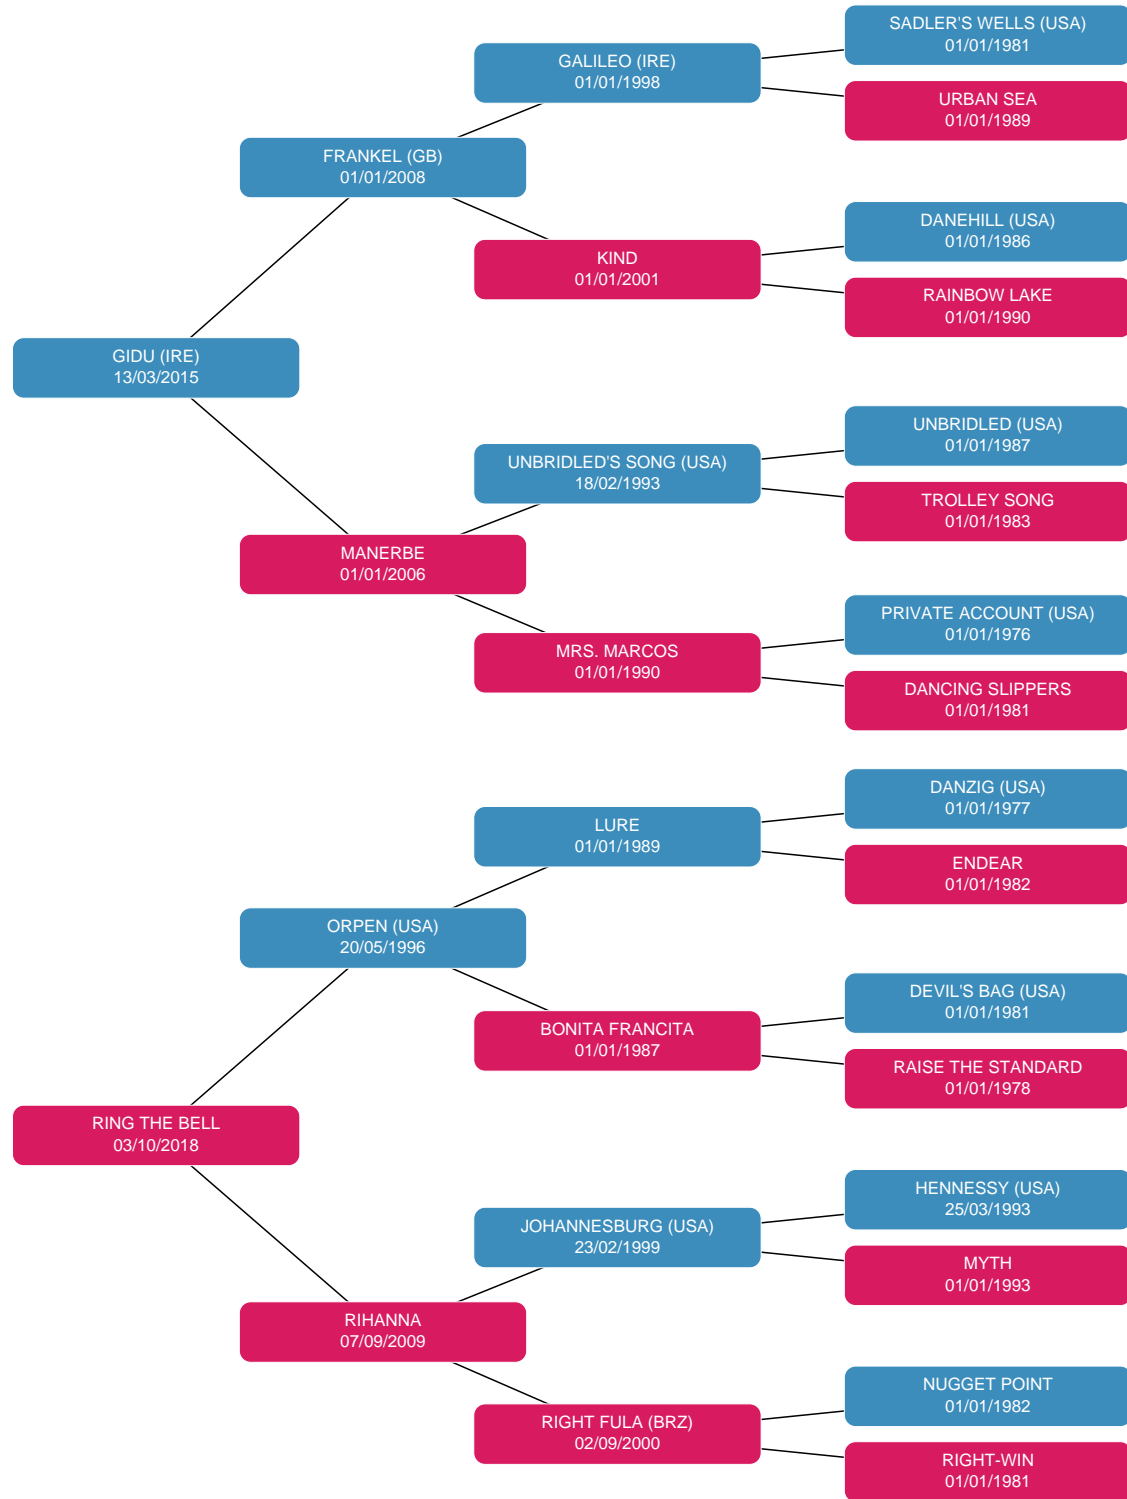 SADLER'S WELLS (USA)
01/01/1981
GALILEO (IRE)
01/01/1998
URBAN SEA
01/01/1989
FRANKEL (GB)
01/01/2008
DANEHILL (USA)
01/01/1986
KIND
01/01/2001
RAINBOW LAKE
01/01/1990
GIDU (IRE)
13/03/2015
UNBRIDLED (USA)
01/01/1987
UNBRIDLED'S SONG (USA)
18/02/1993
TROLLEY SONG
01/01/1983
MANERBE
01/01/2006
PRIVATE ACCOUNT (USA)
01/01/1976
MRS. MARCOS
01/01/1990
DANCING SLIPPERS
01/01/1981
DANZIG (USA)
01/01/1977
LURE
01/01/1989
ENDEAR
01/01/1982
ORPEN (USA)
20/05/1996
DEVIL'S BAG (USA)
01/01/1981
BONITA FRANCITA
01/01/1987
RAISE THE STANDARD
01/01/1978
RING THE BELL
03/10/2018
HENNESSY (USA)
25/03/1993
JOHANNESBURG (USA)
23/02/1999
MYTH
01/01/1993
RIHANNA
07/09/2009
NUGGET POINT
01/01/1982
RIGHT FULA (BRZ)
02/09/2000
RIGHT-WIN
01/01/1981